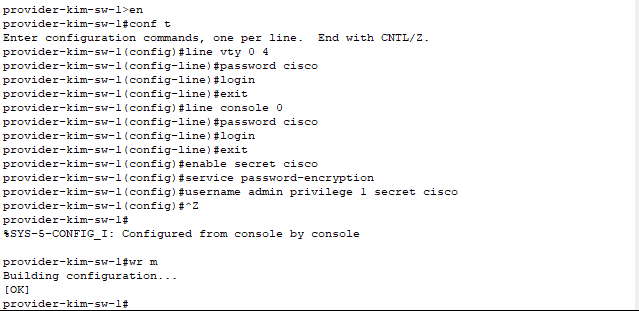 provider-kim-sw-1>en
provider-kim-sw-1#conf t
Enter configuration commands, one per line.  End with CNTL/Z.
provider-kim-sw-1(config)#line vty 0 4
provider-kim-sw-1(config-line)#password cisco
provider-kim-sw-1(config-line)#login
provider-kim-sw-1(config-line)#exit
provider-kim-sw-1(config)#line console 0
provider-kim-sw-1(config-line)#password cisco
provider-kim-sw-1(config-line)#login
provider-kim-sw-1(config-line)#exit
provider-kim-sw-1(config)#enable secret cisco
provider-kim-sw-1(config)#service password-encryption
provider-kim-sw-1(config)#username admin privilege 1 secret cisco
provider-kim-sw-1(config)#^Z
provider-kim-sw-1#
%SYS-5-CONFIG_I: Configured from console by console
provider-kim-sw-1#wr m
Building configuration...
[OK]
provider-kim-sw-1#